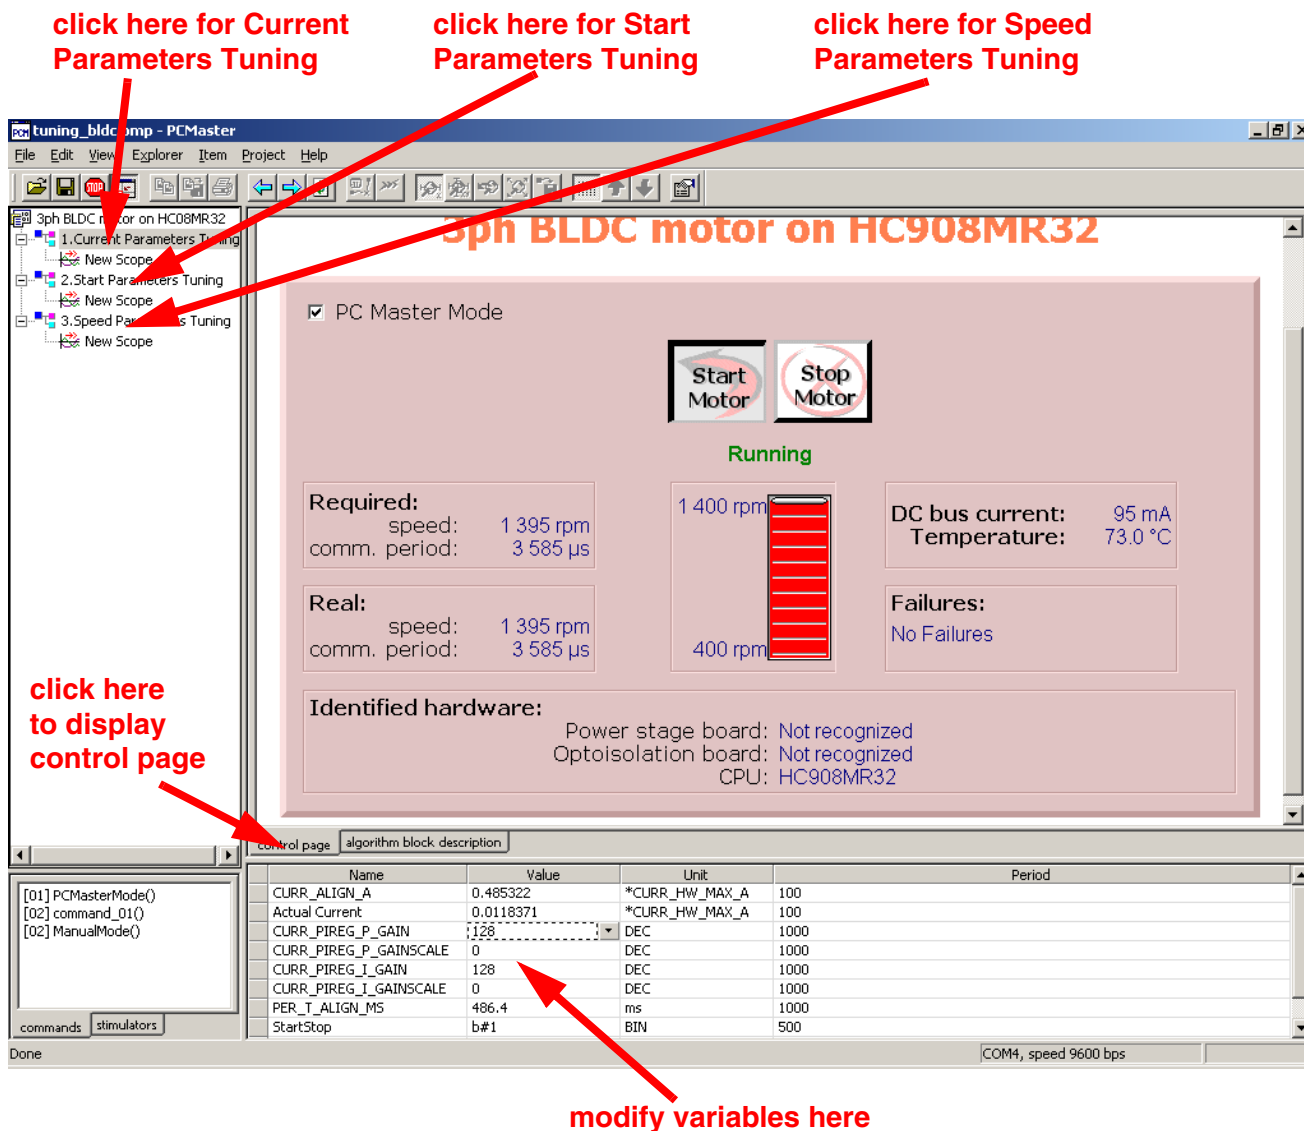 click here for Current
Parameters Tuning
click here for Start
Parameters Tuning
click here for Speed
Parameters Tuning
tuning_bldc.pmp - PCMaster
File Edit View Explorer Item Project Help
3ph BLDC motor on HC08MR32
1.Current Parameters Tuning
New Scope
2.Start Parameters Tuning
New Scope
3.Speed Parameters Tuning
New Scope
3ph BLDC motor on HC908MR32
PC Master Mode
Start
Motor
Stop
Motor
Running
Required:
speed: 1 395 rpm
comm. period: 3 585 µs
1 400 rpm
400 rpm
DC bus current: 95 mA
Temperature: 73.0 °C
Real:
speed: 1 395 rpm
comm. period: 3 585 µs
Failures:
No Failures
Identified hardware:
Power stage board: Not recognized
Optoisolation board: Not recognized
CPU: HC908MR32
click here
to display
control page
control page algorithm block description
[01] PCMasterMode()
[02] command_01()
[02] ManualMode()
commands stimulators
Name Value Unit Period
CURR_ALIGN_A 0.485322 *CURR_HW_MAX_A 100
Actual Current 0.0118371 *CURR_HW_MAX_A 100
CURR_PIREG_P_GAIN 128 DEC 1000
CURR_PIREG_P_GAINSCALE 0 DEC 1000
CURR_PIREG_I_GAIN 128 DEC 1000
CURR_PIREG_I_GAINSCALE 0 DEC 1000
PER_T_ALIGN_MS 486.4 ms 1000
StartStop b#1 BIN 500
Done
COM4, speed 9600 bps
modify variables here